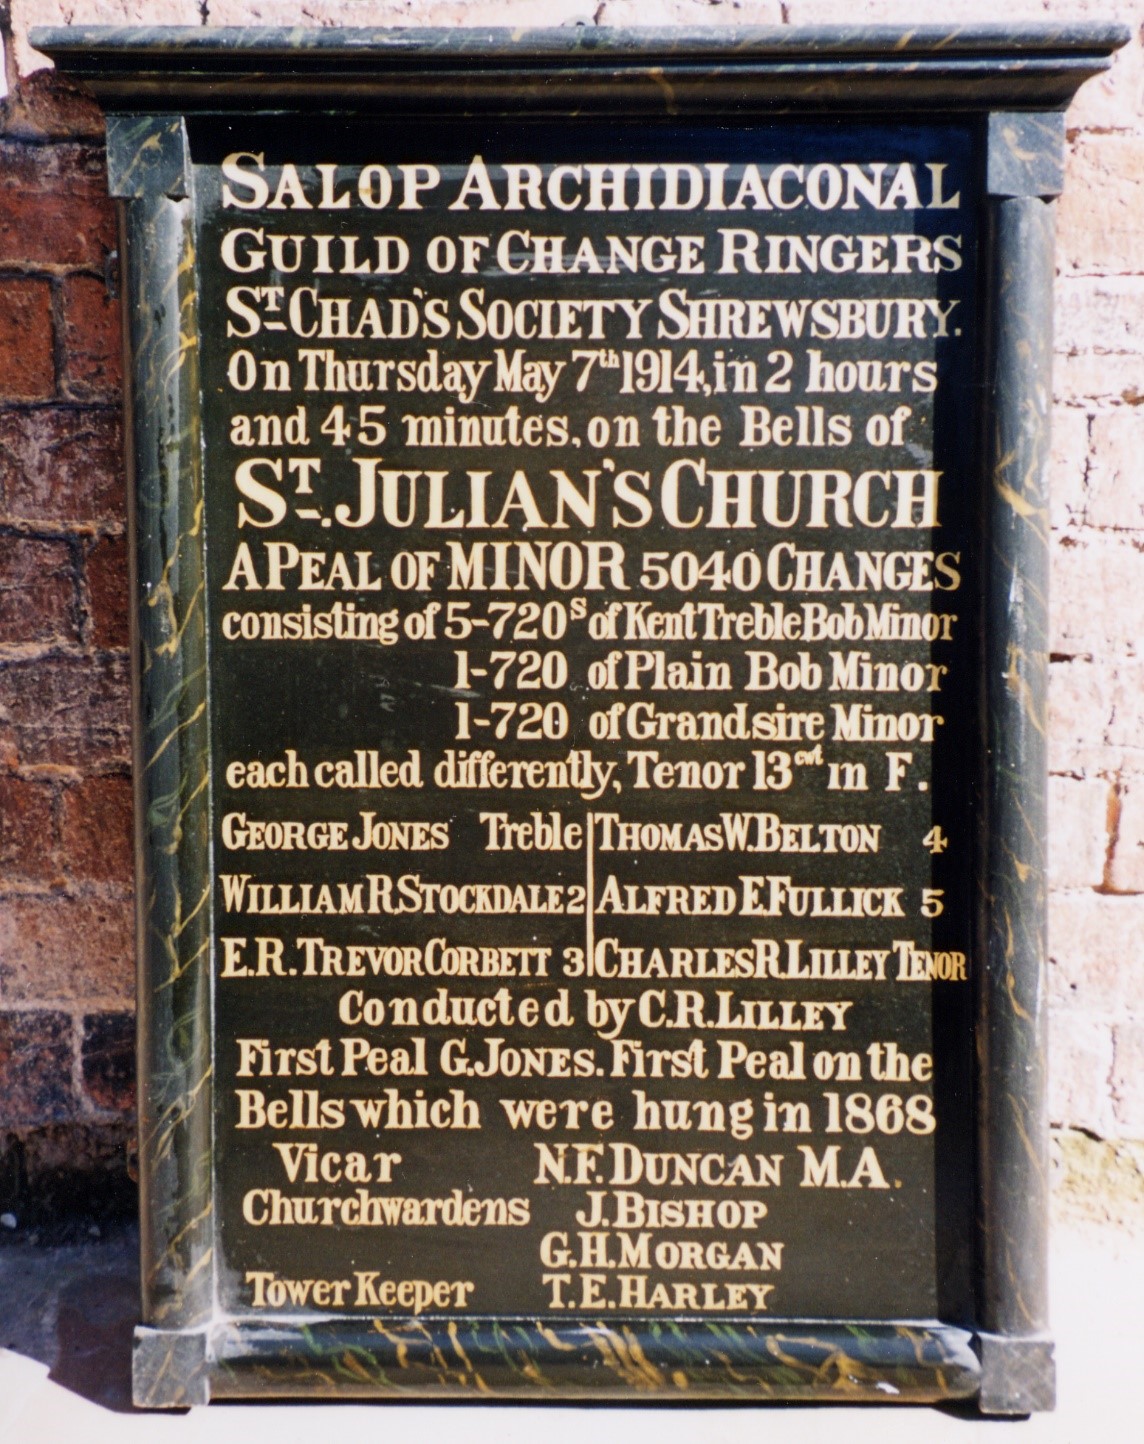 SALOP ARCHIDIACONAL
GUILD OF CHANGE RINGERS
ST. CHAD'S SOCIETY SHREWSBURY.
On Thursday May 7th 1914, in 2 hours
and 45 minutes, on the Bells of
ST. JULIAN'S CHURCH
A PEAL OF MINOR 5040 CHANGES
consisting of 5-720s of Kent Treble Bob Minor
1-720 of Plain Bob Minor
1-720 of Grandsire Minor
each called differently, Tenor 13 cwt in F.
GEORGE JONES Treble THOMAS W. BELTON 4
WILLIAM R. STOCKDALE 2 ALFRED E. FULLICK 5
E.R. TREVOR CORBETT 3 CHARLES R. LILLEY TENOR
Conducted by C.R. LILLEY
First Peal G. JONES. First Peal on the
Bells which were hung in 1868
Vicar N.F. DUNCAN M.A.
Churchwardens J. BISHOP
G.H. MORGAN
Tower Keeper T.E. HARLEY